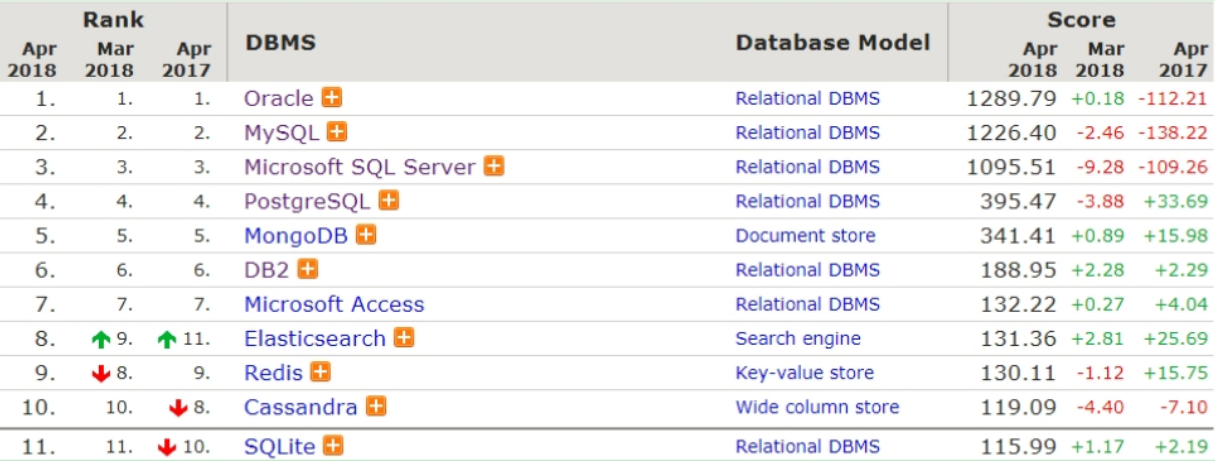 Rank Score
Apr 2018 Mar 2018 Apr 2017 DBMS Database Model Apr 2018 Mar 2018 Apr 2017
1. 1. 1. Oracle Relational DBMS 1289.79 +0.18 -112.21
2. 2. 2. MySQL Relational DBMS 1226.40 -2.46 -138.22
3. 3. 3. Microsoft SQL Server Relational DBMS 1095.51 -9.28 -109.26
4. 4. 4. PostgreSQL Relational DBMS 395.47 -3.88 +33.69
5. 5. 5. MongoDB Document store 341.41 +0.89 +15.98
6. 6. 6. DB2 Relational DBMS 188.95 +2.28 +2.29
7. 7. 7. Microsoft Access Relational DBMS 132.22 +0.27 +4.04
8. 9. 11. Elasticsearch Search engine 131.36 +2.81 +25.69
9. 8. 9. Redis Key-value store 130.11 -1.12 +15.75
10. 10. 8. Cassandra Wide column store 119.09 -4.40 -7.10
11. 11. 10. SQLite Relational DBMS 115.99 +1.17 +2.19